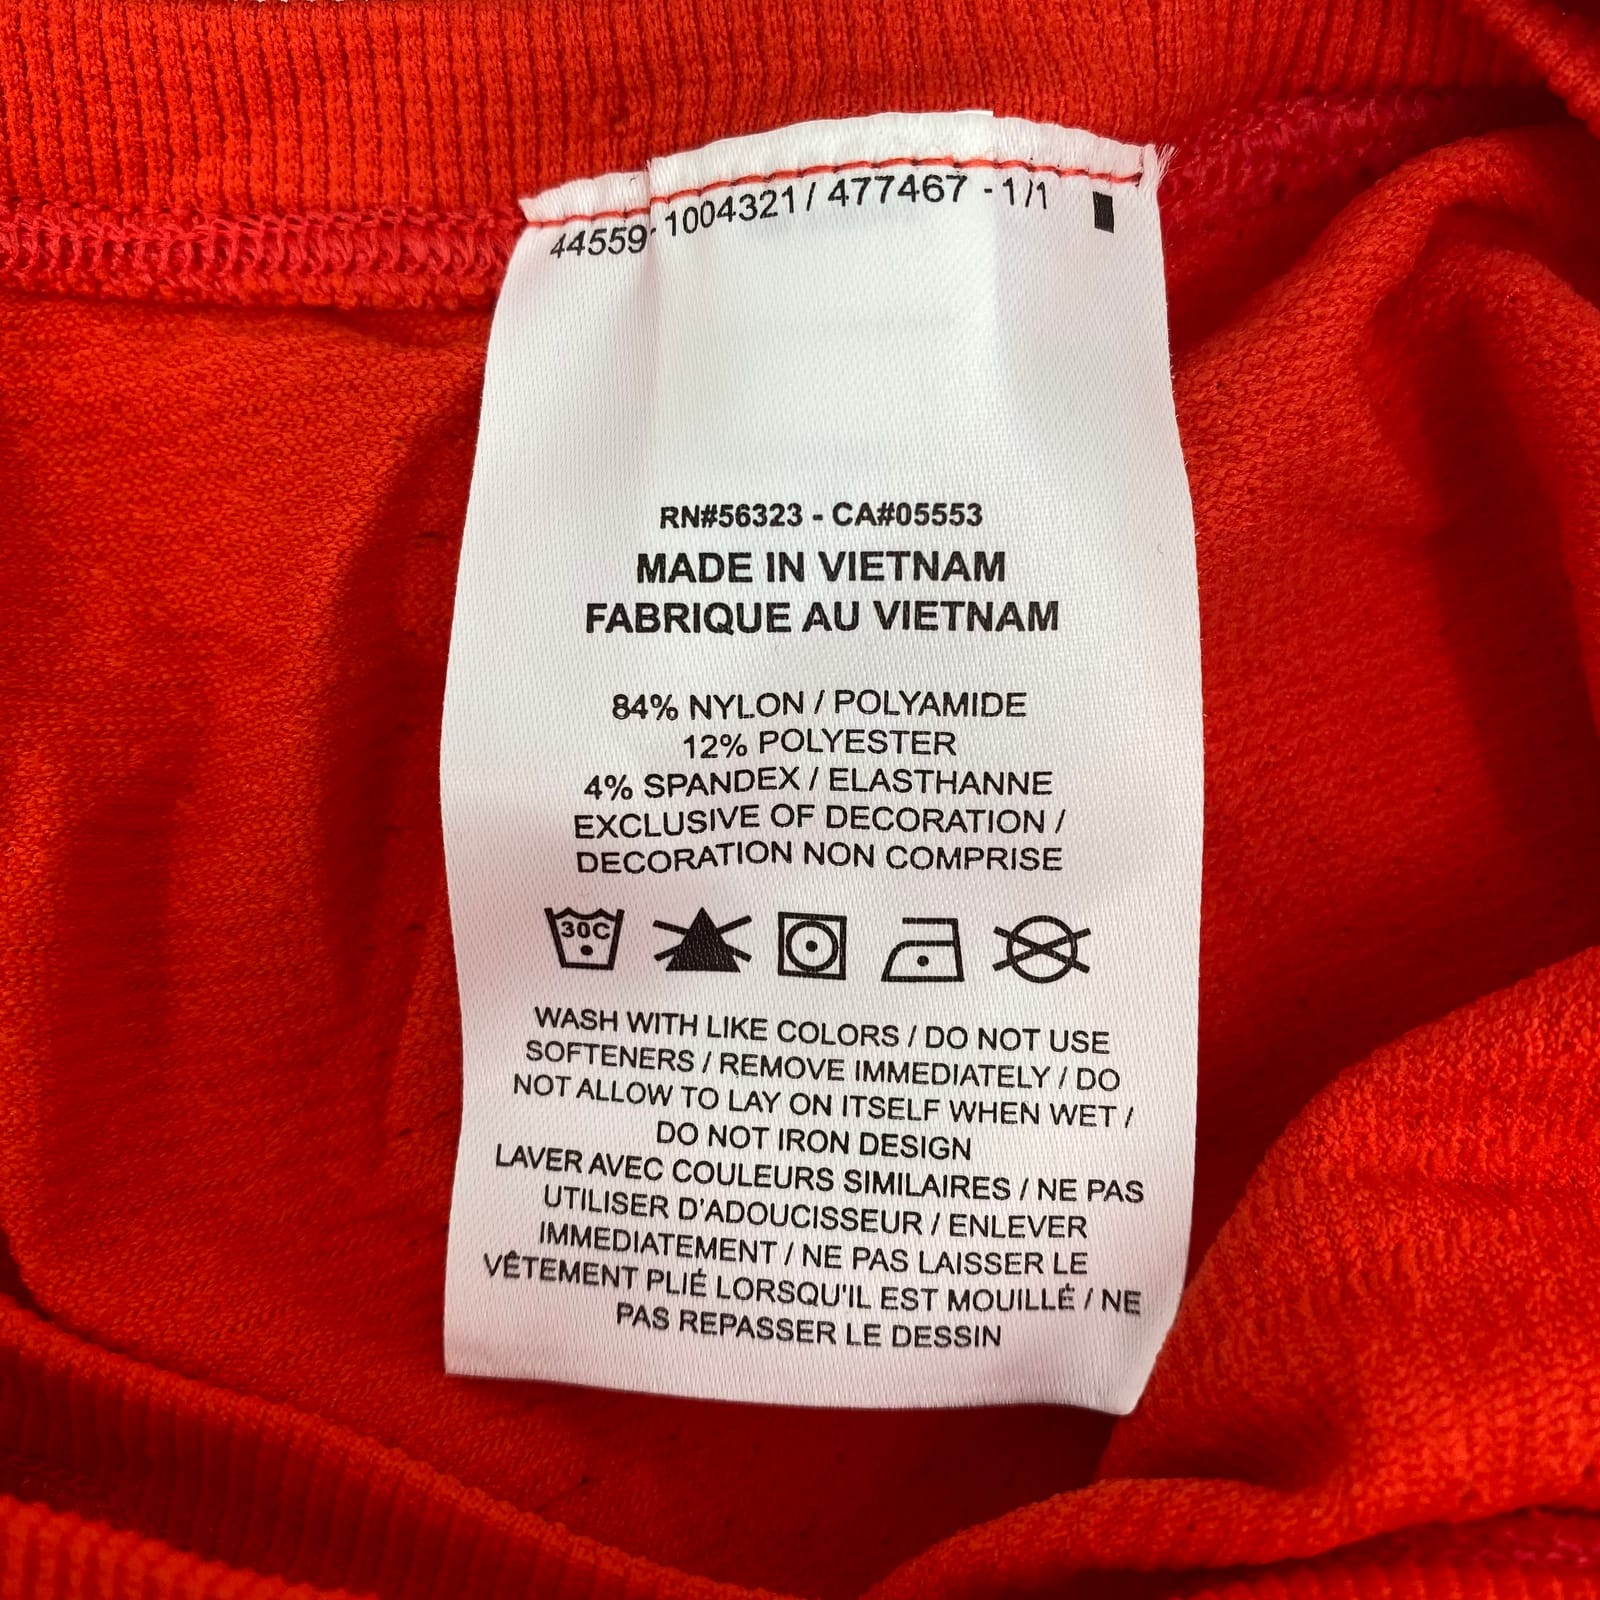 44559- 1004321 / 477467 - 1 /1
RN#56323 - CA#05553
MADE IN VIETNAM
FABRIQUE AU VIETNAM
84% NYLON / POLYAMIDE
12% POLYESTER
4% SPANDEX / ELASTHANNE
EXCLUSIVE OF DECORATION /
DECORATION NON COMPRISE
30C
WASH WITH LIKE COLORS / DO NOT USE
SOFTENERS / REMOVE IMMEDIATELY / DO
NOT ALLOW TO LAY ON ITSELF WHEN WET /
DO NOT IRON DESIGN
LAVER AVEC COULEURS SIMILAIRES / NE PAS
UTILISER D'ADOUCISSEUR / ENLEVER
IMMEDIATEMENT / NE PAS LAISSER LE
VÊTEMENT PLIÉ LORSQU'IL EST MOUILLÉ / NE
PAS REPASSER LE DESSIN